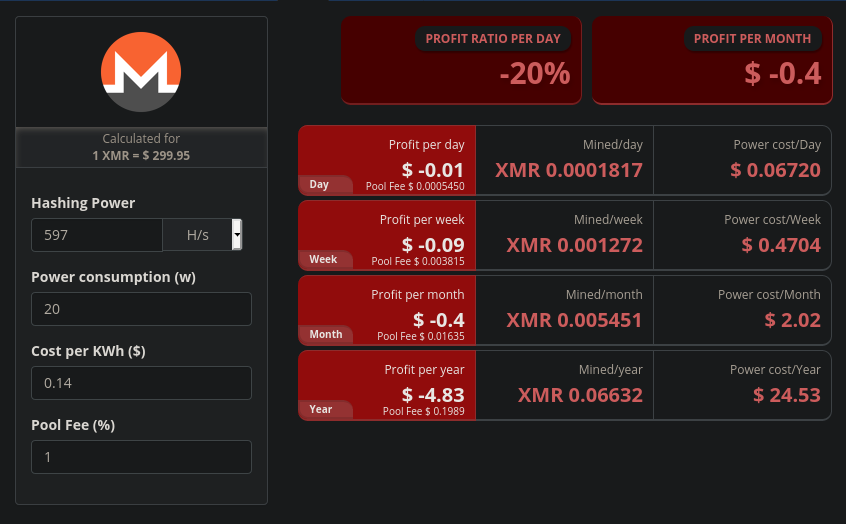 Calculated for
1 XMR = $ 299.95
Hashing Power
597 H/s
Power consumption (w)
20
Cost per KWh ($)
0.14
Pool Fee (%)
1
PROFIT RATIO PER DAY
-20%
PROFIT PER MONTH
$ -0.4
Profit per day
$ -0.01
Pool Fee $ 0.0005450
Day
Mined/day
XMR 0.0001817
Power cost/Day
$ 0.06720
Profit per week
$ -0.09
Pool Fee $ 0.003815
Week
Mined/week
XMR 0.001272
Power cost/Week
$ 0.4704
Profit per month
$ -0.4
Pool Fee $ 0.01635
Month
Mined/month
XMR 0.005451
Power cost/Month
$ 2.02
Profit per year
$ -4.83
Pool Fee $ 0.1989
Year
Mined/year
XMR 0.06632
Power cost/Year
$ 24.53